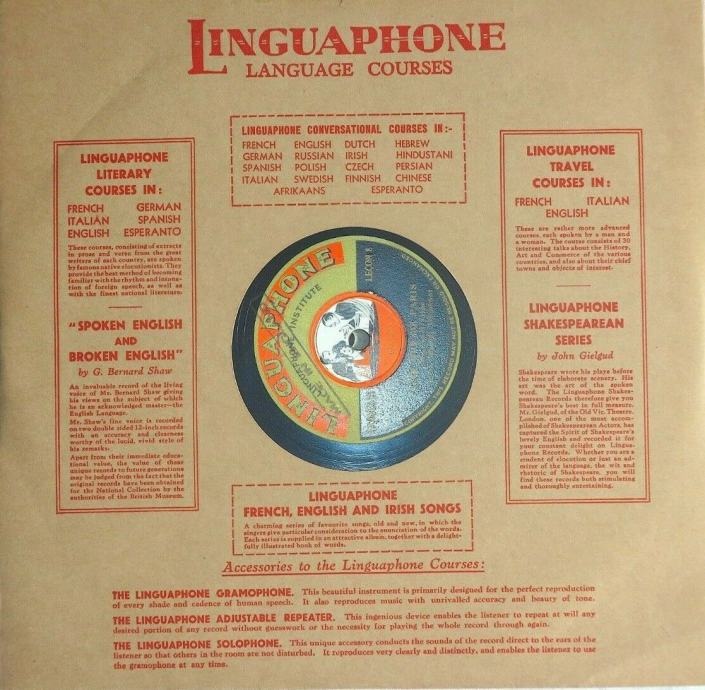 LINGUAPHONE
LANGUAGE COURSES
LINGUAPHONE
LITERARY
COURSES IN:
FRENCH GERMAN
ITALIAN SPANISH
ENGLISH ESPERANTO
These courses, consisting of extracts
in prose and verse from the great
writers of each country, are spoken
by famous native elocutionists. They
provide the best method of becoming
familiar with the rhythm and intona-
tion of foreign speech, as well as
with the finest national literature.
"SPOKEN ENGLISH
AND
BROKEN ENGLISH"
by G. Bernard Shaw
An invaluable record of the living
voice of Mr. Bernard Shaw giving
his views on the subject of which
he is an acknowledged master—the
English Language.
Mr. Shaw's fine voice is recorded
on two double sided 12-inch records
with an accuracy and clearness
worthy of the lucid, vivid style of
his remarks.
Apart from their immediate educa-
tional value, the value of these
unique records to future generations
may be judged from the fact that the
original records have been obtained
for the National Collection by the
authorities of the British Museum.
LINGUAPHONE CONVERSATIONAL COURSES IN:-
FRENCH ENGLISH DUTCH HEBREW
GERMAN RUSSIAN IRISH HINDUSTANI
SPANISH POLISH CZECH PERSIAN
ITALIAN SWEDISH FINNISH CHINESE
AFRIKAANS ESPERANTO
LINGUAPHONE
LINGUAPHONE INSTITUTE
PARIS
LINGUAPHONE
FRENCH, ENGLISH AND IRISH SONGS
A charming series of favourite songs, old and new, in which the
singers give particular consideration to the enunciation of the words.
Each series is supplied in an attractive album, together with a delight-
fully illustrated book of words.
LINGUAPHONE
TRAVEL
COURSES IN:
FRENCH ITALIAN
ENGLISH
These are rather more advanced
courses, each spoken by a man and
a woman. The course consists of 30
interesting talks about the History,
Art and Commerce of the various
countries, and also about their chief
towns and objects of interest.
LINGUAPHONE
SHAKESPEAREAN
SERIES
by John Gielgud
Shakespeare wrote his plays before
the time of elaborate scenery. His
art was the art of the spoken
word. The Linguaphone Shakes-
pearean Records therefore give you
Shakespeare's best in full measure.
Mr. Gielgud, of the Old Vic. Theatre,
London, one of the most accom-
plished of Shakespearean Actors, has
captured the Spirit of Shakespeare's
lovely English and recorded it for
your constant delight on Lingua-
phone Records. Whether you are a
student of elocution or just an ad-
mirer of the language, the wit and
rhetoric of Shakespeare, you will
find these records both stimulating
and thoroughly entertaining.
Accessories to the Linguaphone Courses:
THE LINGUAPHONE GRAMOPHONE. This beautiful instrument is primarily designed for the perfect reproduction
of every shade and cadence of human speech. It also reproduces music with unrivalled accuracy and beauty of tone.
THE LINGUAPHONE ADJUSTABLE REPEATER. This ingenious device enables the listener to repeat at will any
desired portion of any record without guesswork or the necessity for playing the whole record through again.
THE LINGUAPHONE SOLOPHONE. This unique accessory conducts the sounds of the record direct to the ears of the
listener so that others in the room are not disturbed. It reproduces very clearly and distinctly, and enables the listener to use
the gramophone at any time.